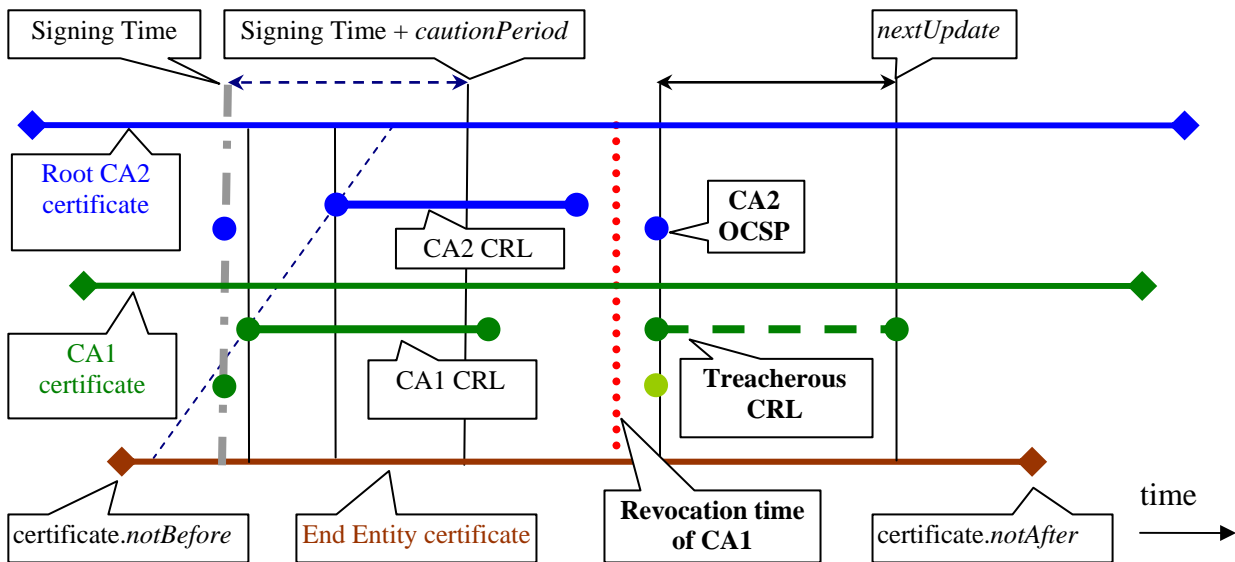 Signing Time
Signing Time + cautionPeriod
nextUpdate
Root CA2
certificate
CA2
OCSP
CA2 CRL
CA1
certificate
CA1 CRL
Treacherous
CRL
certificate.notBefore
End Entity certificate
Revocation time
of CA1
certificate.notAfter
time